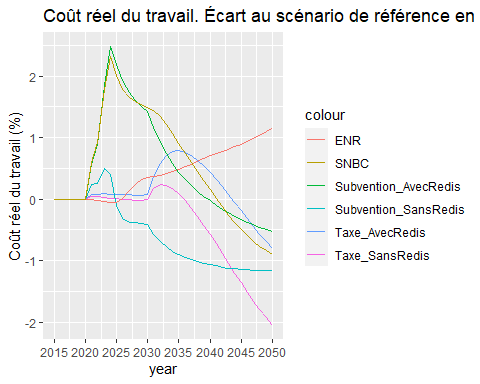 Coût réel du travail. Écart au scénario de référence en
Coût réel du travail (%)
2
1
0
-1
-2
2015 2020 2025 2030 2035 2040 2045 2050
year
colour
ENR
SNBC
Subvention_AvecRedis
Subvention_SansRedis
Taxe_AvecRedis
Taxe_SansRedis